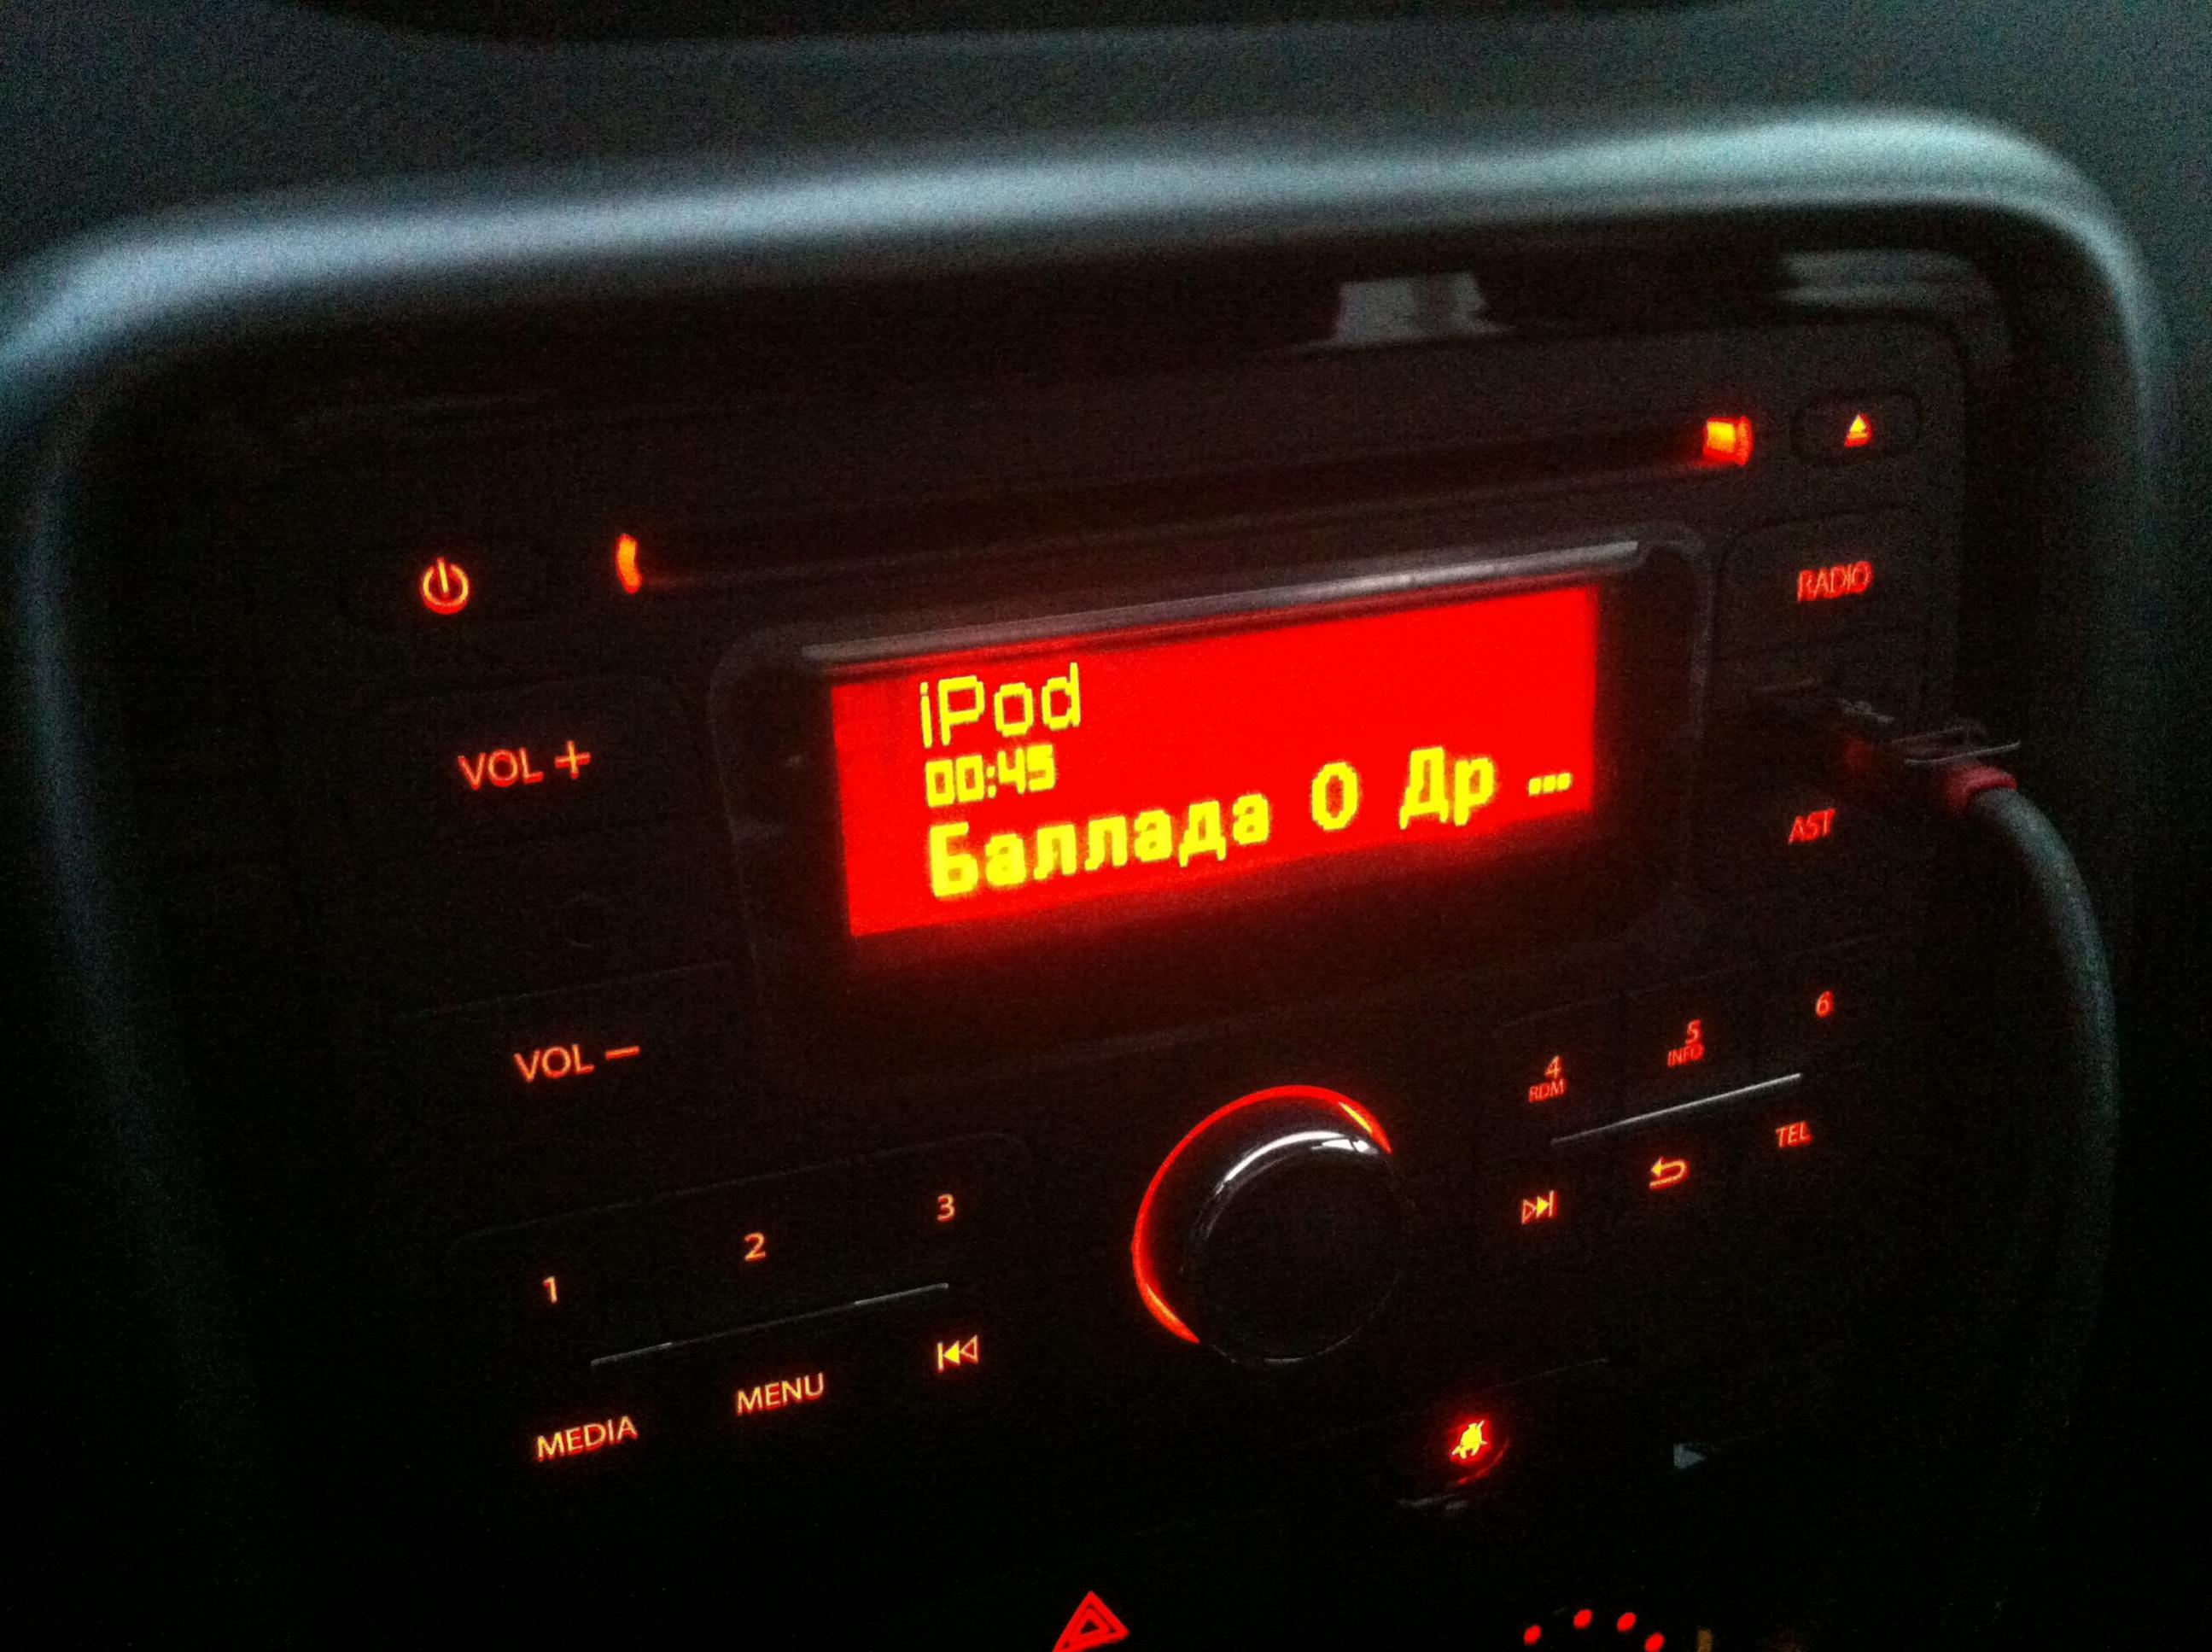 RADIO
VOL +
iPod
00:45
Баллада О Др ...
AST
VOL −
4 5 6
RDM INFO
TEL
1 2 3
MEDIA MENU